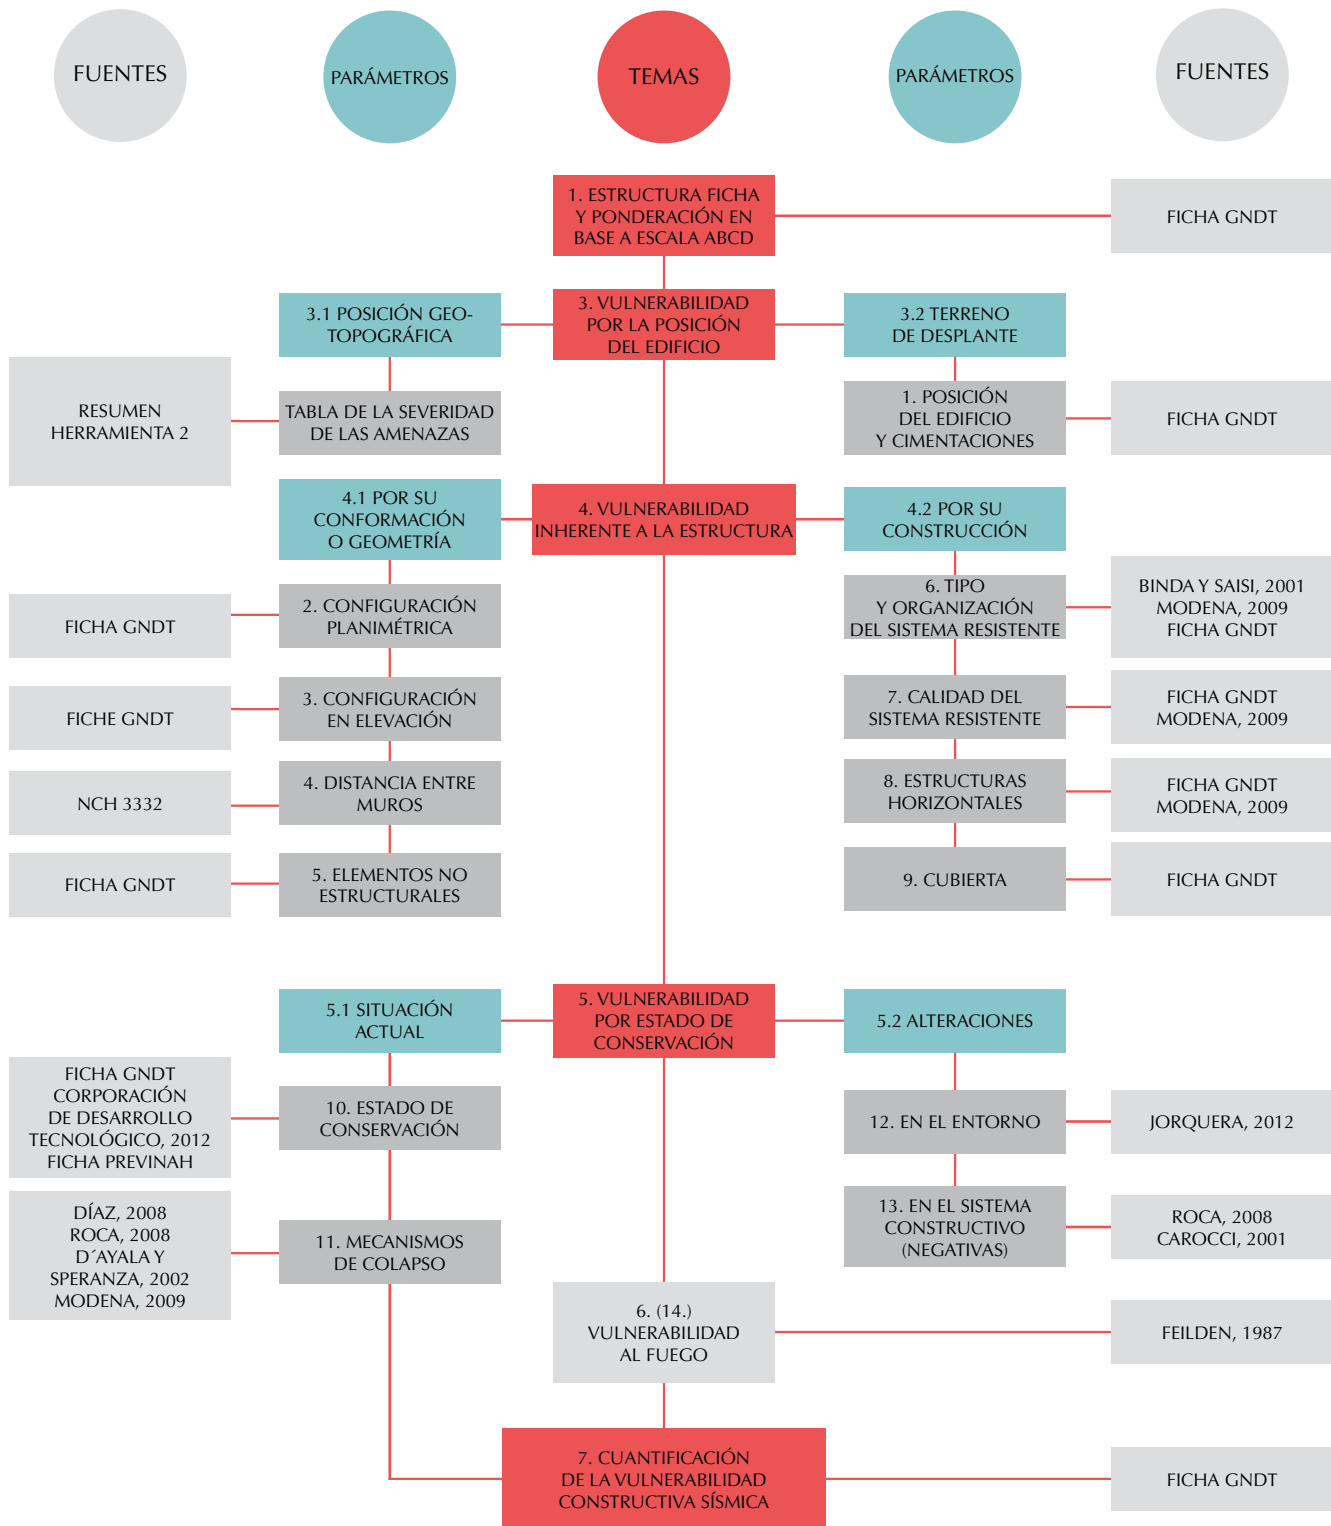 FUENTES
PARÁMETROS
TEMAS
PARÁMETROS
FUENTES
1. ESTRUCTURA FICHA
Y PONDERACIÓN EN
BASE A ESCALA ABCD
FICHA GNDT
3.1 POSICIÓN GEO-
TOPOGRÁFICA
3. VULNERABILIDAD
POR LA POSICIÓN
DEL EDIFICIO
3.2 TERRENO
DE DESPLANTE
RESUMEN
HERRAMIENTA 2
TABLA DE LA SEVERIDAD
DE LAS AMENAZAS
1. POSICIÓN
DEL EDIFICIO
Y CIMENTACIONES
FICHA GNDT
4.1 POR SU
CONFORMACIÓN
O GEOMETRÍA
4. VULNERABILIDAD
INHERENTE A LA ESTRUCTURA
4.2 POR SU
CONSTRUCCIÓN
FICHA GNDT
2. CONFIGURACIÓN
PLANIMÉTRICA
6. TIPO
Y ORGANIZACIÓN
DEL SISTEMA RESISTENTE
BINDA Y SAISI, 2001
MODENA, 2009
FICHA GNDT
FICHE GNDT
3. CONFIGURACIÓN
EN ELEVACIÓN
7. CALIDAD DEL
SISTEMA RESISTENTE
FICHA GNDT
MODENA, 2009
NCH 3332
4. DISTANCIA ENTRE
MUROS
8. ESTRUCTURAS
HORIZONTALES
FICHA GNDT
MODENA, 2009
FICHA GNDT
5. ELEMENTOS NO
ESTRUCTURALES
9. CUBIERTA
FICHA GNDT
5.1 SITUACIÓN
ACTUAL
5. VULNERABILIDAD
POR ESTADO DE
CONSERVACIÓN
5.2 ALTERACIONES
FICHA GNDT
CORPORACIÓN
DE DESARROLLO
TECNOLÓGICO, 2012
FICHA PREVINAH
10. ESTADO DE
CONSERVACIÓN
12. EN EL ENTORNO
JORQUERA, 2012
DÍAZ, 2008
ROCA, 2008
D´AYALA Y
SPERANZA, 2002
MODENA, 2009
11. MECANISMOS
DE COLAPSO
13. EN EL SISTEMA
CONSTRUCTIVO
(NEGATIVAS)
ROCA, 2008
CAROCCI, 2001
6. (14.)
VULNERABILIDAD
AL FUEGO
FEILDEN, 1987
7. CUANTIFICACIÓN
DE LA VULNERABILIDAD
CONSTRUCTIVA SÍSMICA
FICHA GNDT